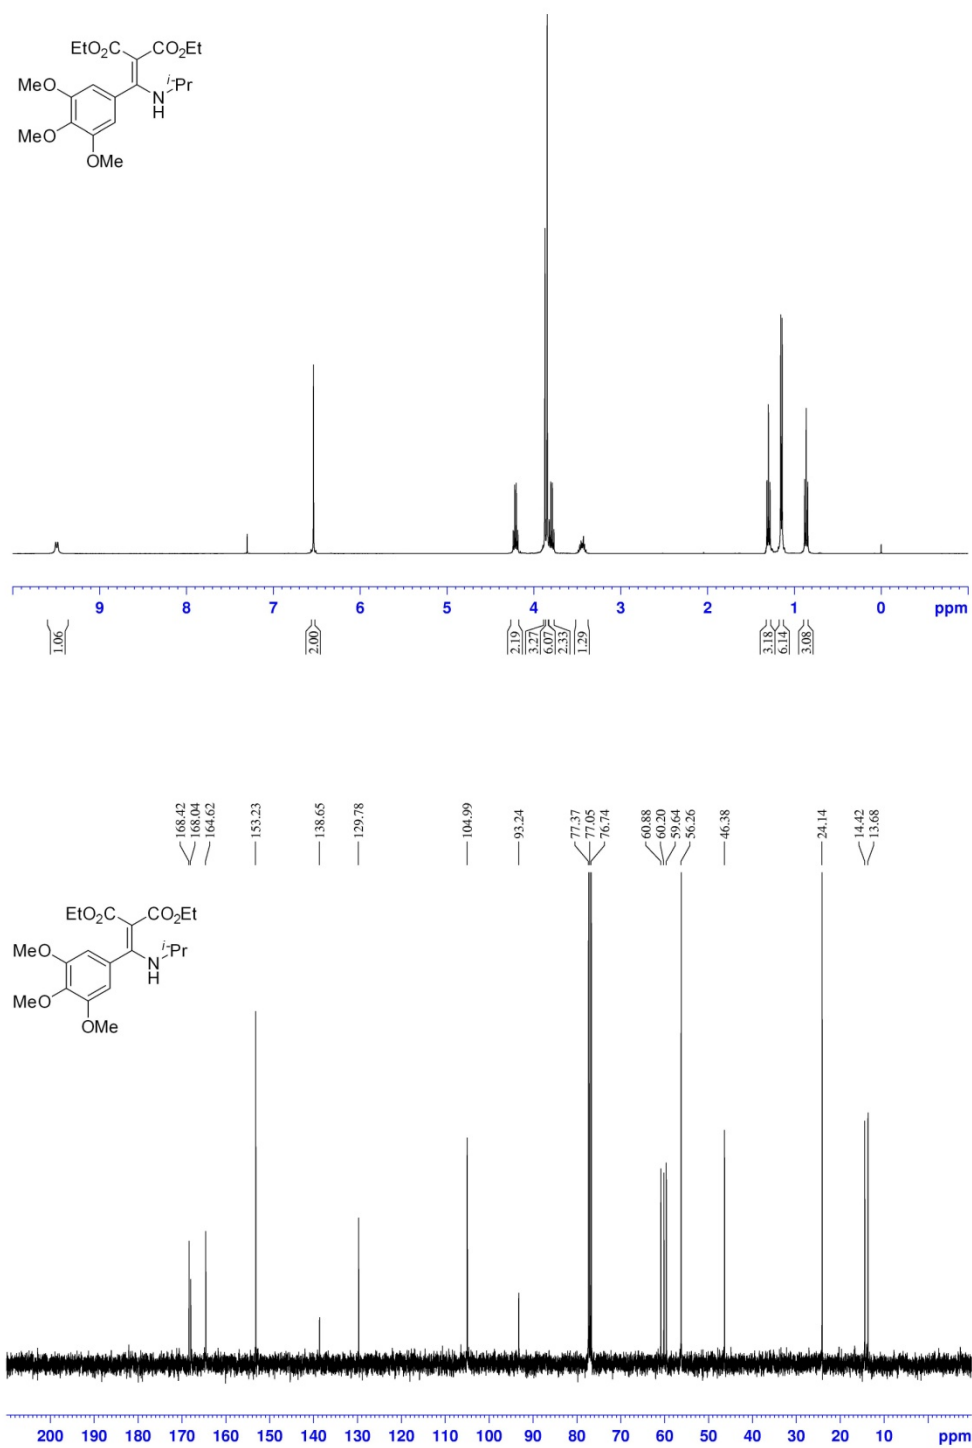 EtO₂C CO₂Et
MeO i-Pr
N
H
MeO
OMe
9 8 7 6 5 4 3 2 1 0 ppm
1.06 2.00 2.19 3.27 6.07 2.33 1.29 3.18 6.14 3.08
168.42 168.04 164.62 153.23 138.65 129.78 104.99 93.24 77.37 77.05 76.74 60.88 60.20 59.64 56.26 46.38 24.14 14.42 13.68
EtO₂C CO₂Et
MeO i-Pr
N
H
MeO
OMe
200 190 180 170 160 150 140 130 120 110 100 90 80 70 60 50 40 30 20 10 ppm